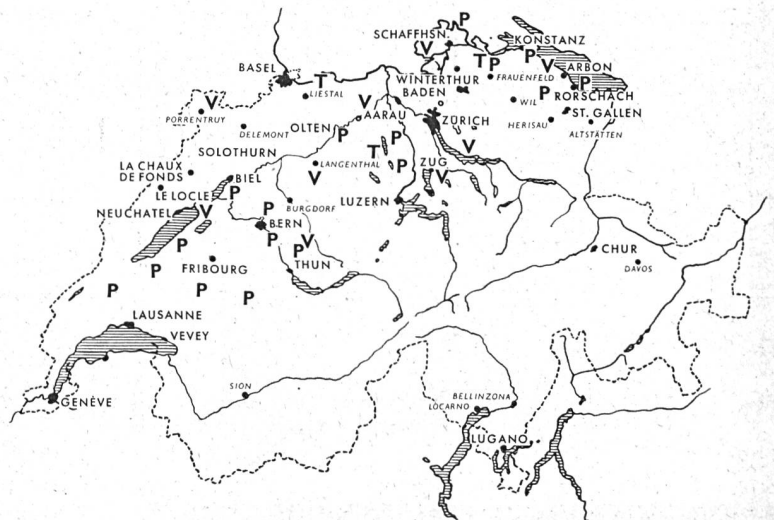 P
SCHAFFHSN
V
KONSTANZ
T P
P
V
ARBON
BASEL
T
LIESTAL
WINTERTHUR
FRAUENFELD
BADEN
P
P
RORSCHACH
V
V
WIL
PORRENTRUY
AARAU
ZÜRICH
ST. GALLEN
HERISAU
ALTSTÄTTEN
DELEMONT
OLTEN
P
P
V
SOLOTHURN
T
P
LANGENTHAL
ZUG
V
V
LA CHAUX
DE FONDS
BIEL
LE LOCLE
P
NEUCHATEL
V
P
BURGDORF
LUZERN
BERN
P
P
P
V
CHUR
P
FRIBOURG
THUN
DAVOS
P
P
P
LAUSANNE
VEVEY
SION
BELLINZONA
LOCARNO
GENÈVE
LUGANO